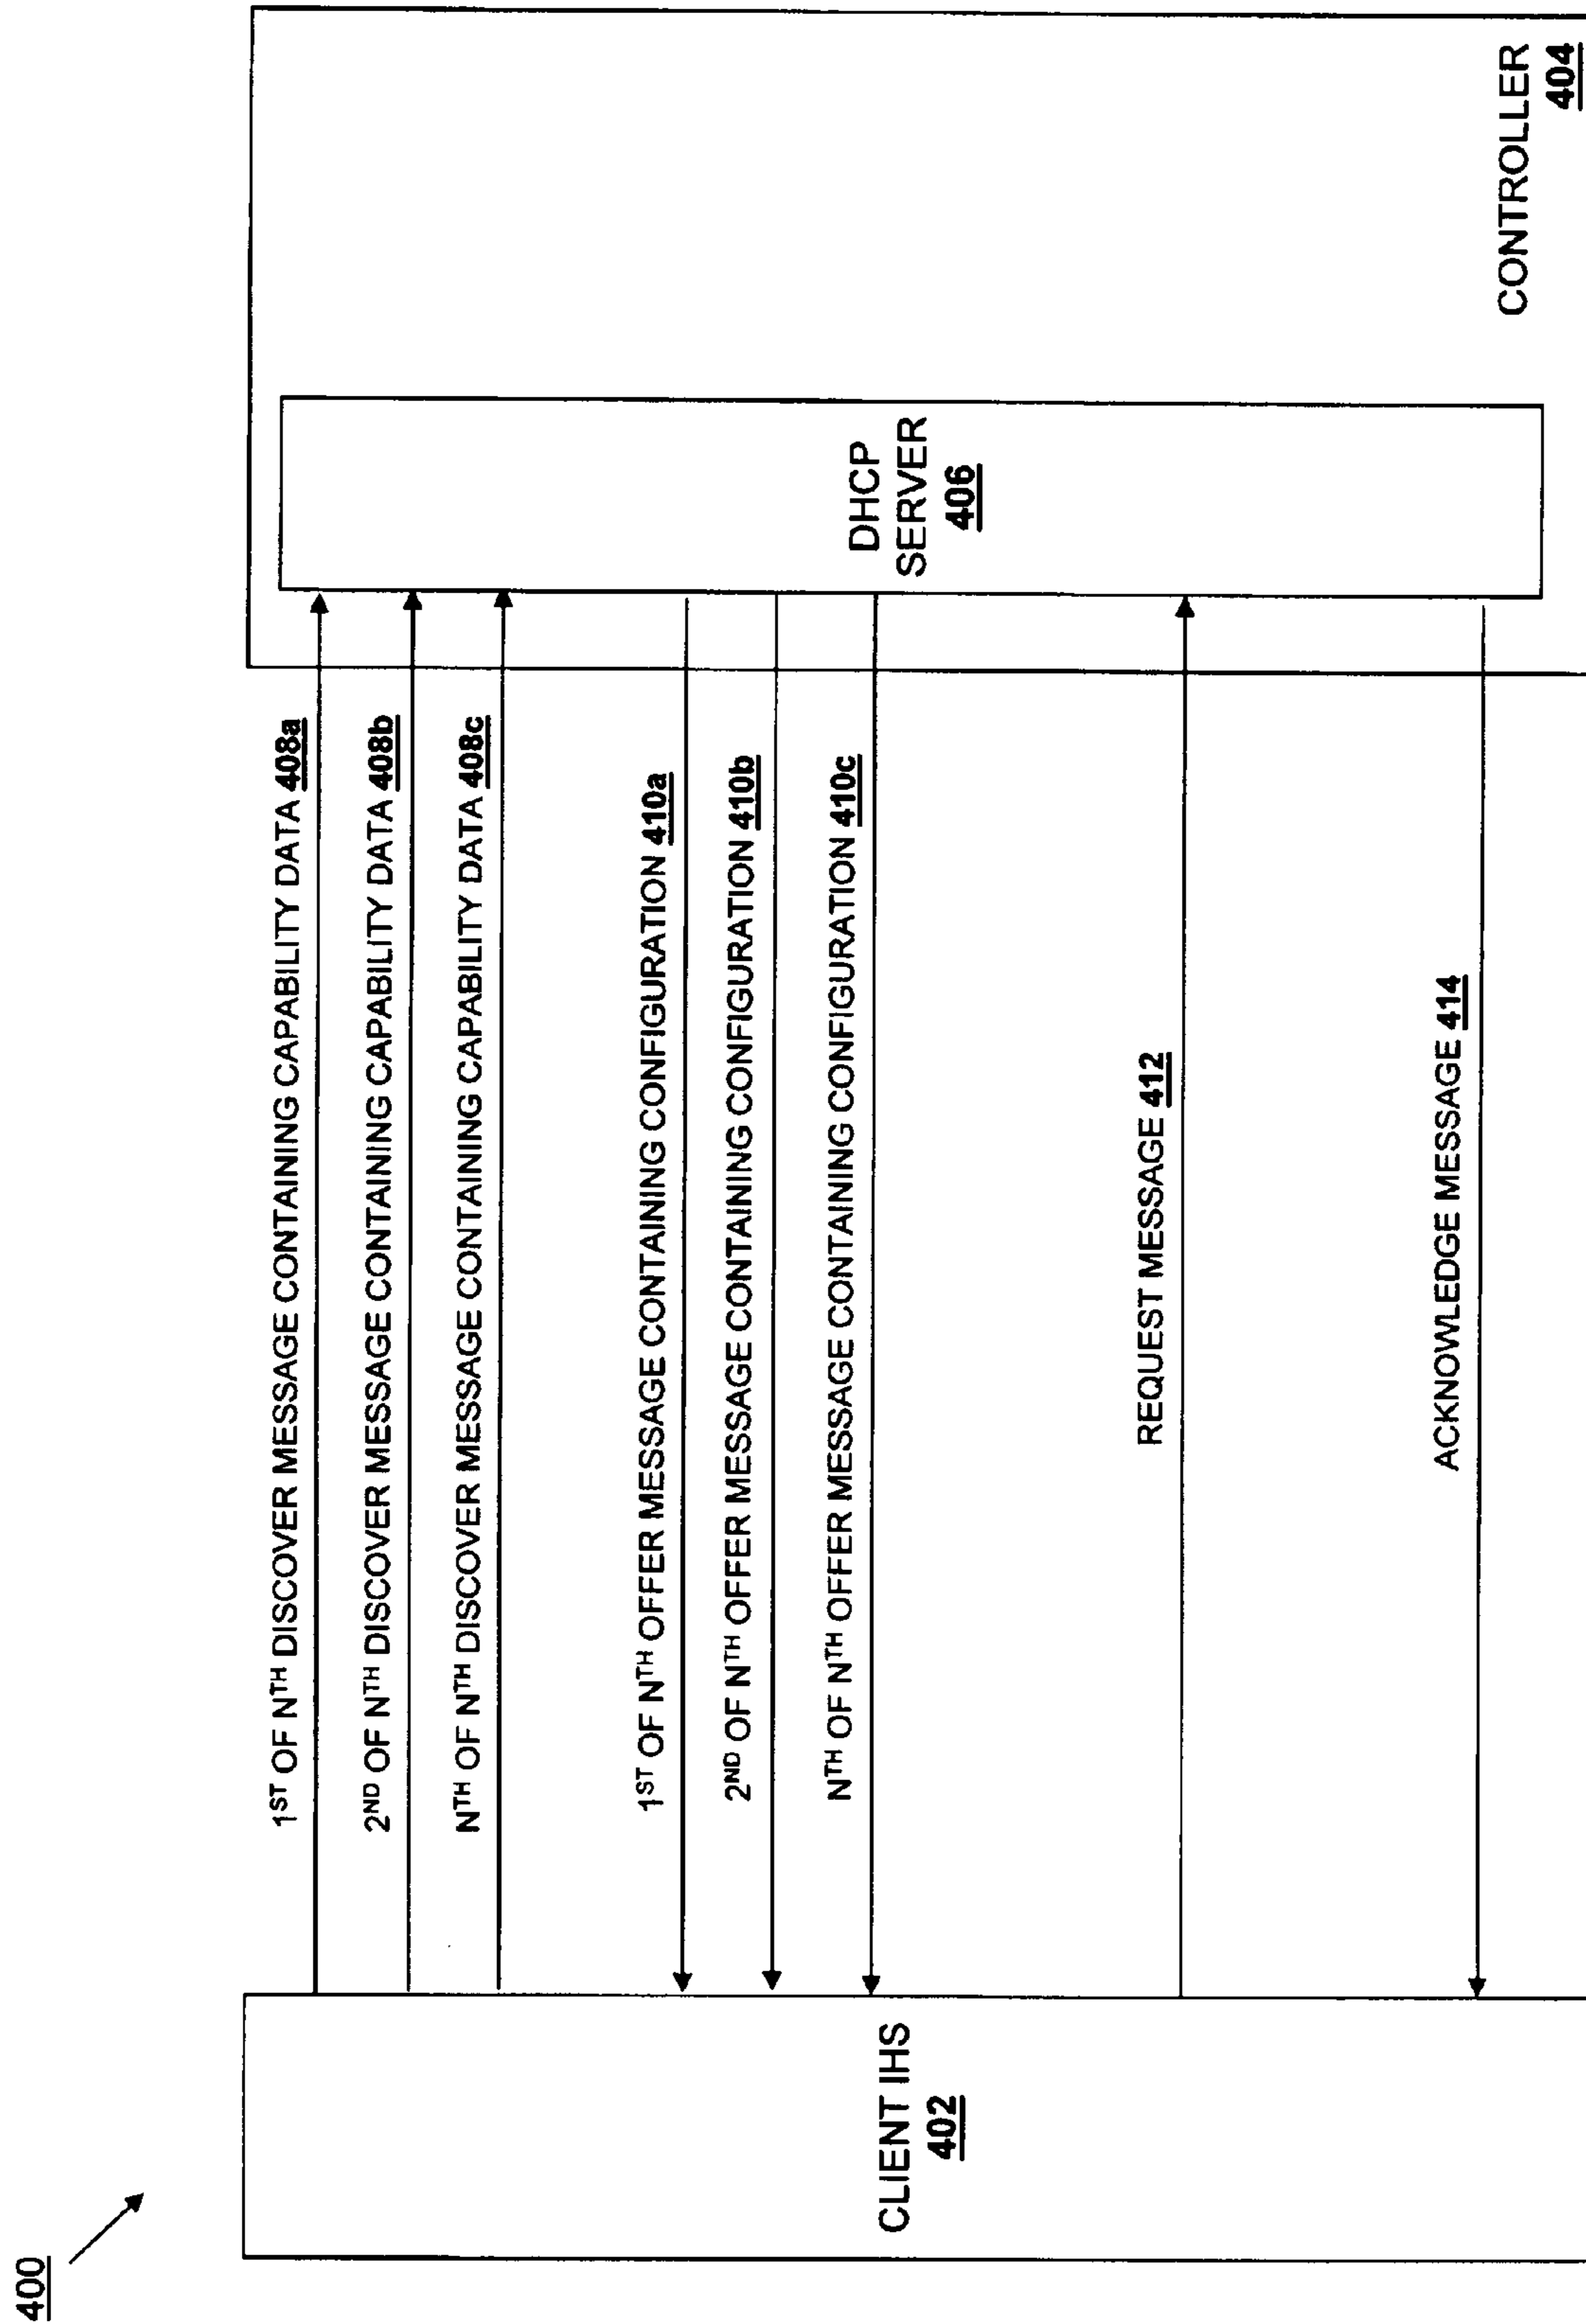 400
CLIENT IHS
402
1ST OF NTH DISCOVER MESSAGE CONTAINING CAPABILITY DATA 408a
2ND OF NTH DISCOVER MESSAGE CONTAINING CAPABILITY DATA 408b
NTH OF NTH DISCOVER MESSAGE CONTAINING CAPABILITY DATA 408c
1ST OF NTH OFFER MESSAGE CONTAINING CONFIGURATION 410a
2ND OF NTH OFFER MESSAGE CONTAINING CONFIGURATION 410b
NTH OF NTH OFFER MESSAGE CONTAINING CONFIGURATION 410c
REQUEST MESSAGE 412
ACKNOWLEDGE MESSAGE 414
DHCP
SERVER
406
CONTROLLER
404